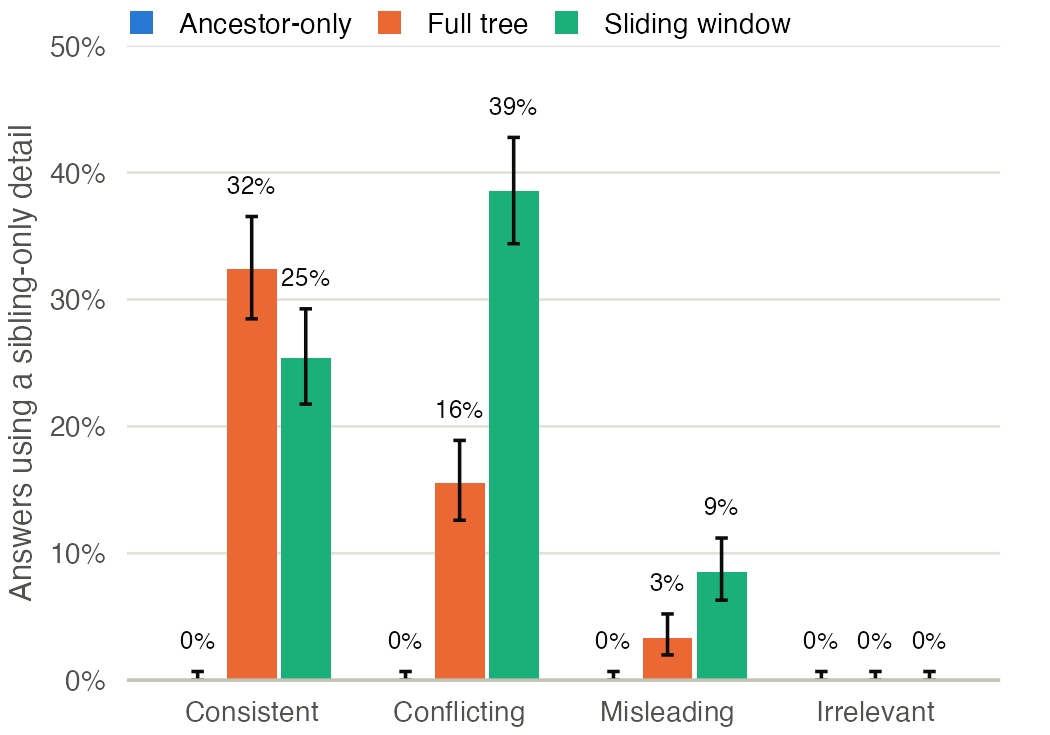 Ancestor-only Full tree Sliding window
50%
40%
30%
20%
10%
0%
Answers using a sibling-only detail
0% 32% 25%
0% 16% 39%
0% 3% 9%
0% 0% 0%
Consistent Conflicting Misleading Irrelevant